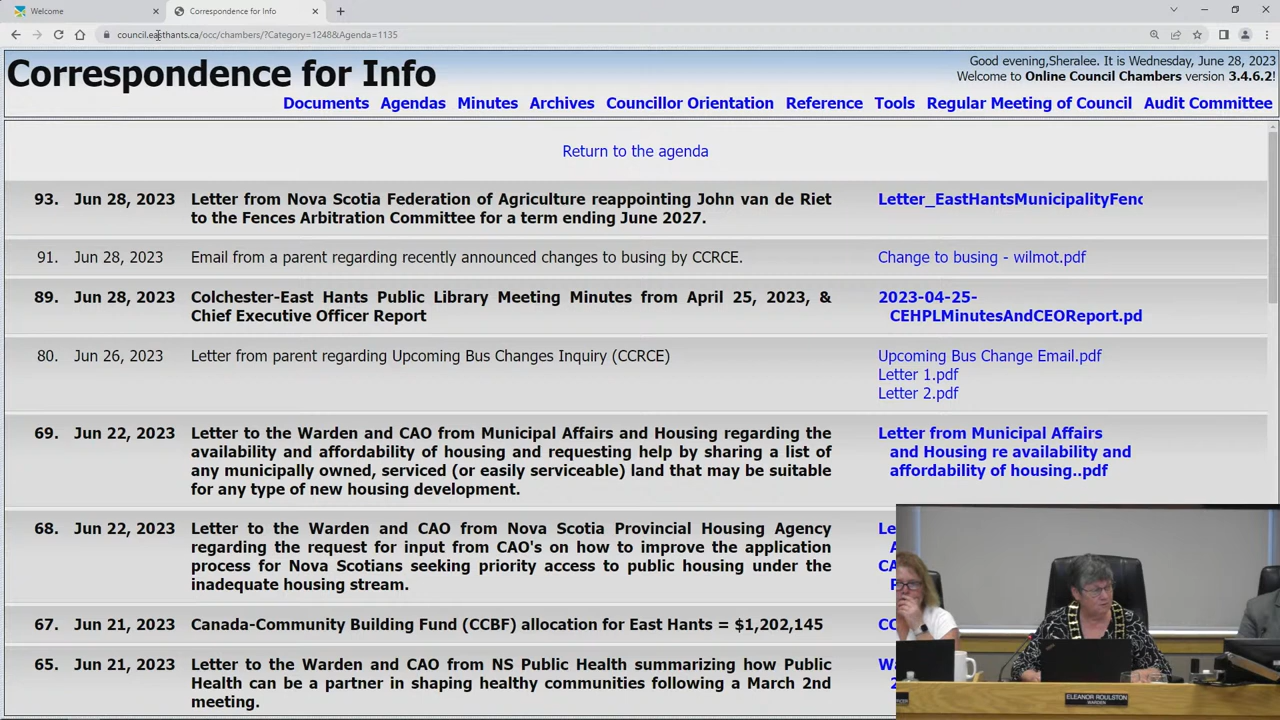 Welcome
Correspondence for Info
council.easthants.ca/occ/chambers/?Category=1248&Agenda=1135
Correspondence for Info
Good evening,Sheralee. It is Wednesday, June 28, 2023
Welcome to Online Council Chambers version 3.4.6.2!
Documents Agendas Minutes Archives Councillor Orientation Reference Tools Regular Meeting of Council Audit Committee
Return to the agenda
93. Jun 28, 2023 Letter from Nova Scotia Federation of Agriculture reappointing John van de Riet Letter_EastHantsMunicipalityFenc
to the Fences Arbitration Committee for a term ending June 2027.
91. Jun 28, 2023 Email from a parent regarding recently announced changes to busing by CCRCE. Change to busing - wilmot.pdf
89. Jun 28, 2023 Colchester-East Hants Public Library Meeting Minutes from April 25, 2023, & 2023-04-25-
Chief Executive Officer Report CEHPLMinutesAndCEOReport.pd
80. Jun 26, 2023 Letter from parent regarding Upcoming Bus Changes Inquiry (CCRCE) Upcoming Bus Change Email.pdf
Letter 1.pdf
Letter 2.pdf
69. Jun 22, 2023 Letter to the Warden and CAO from Municipal Affairs and Housing regarding the Letter from Municipal Affairs
availability and affordability of housing and requesting help by sharing a list of and Housing re availability and
any municipally owned, serviced (or easily serviceable) land that may be suitable affordability of housing..pdf
for any type of new housing development.
68. Jun 22, 2023 Letter to the Warden and CAO from Nova Scotia Provincial Housing Agency Le
regarding the request for input from CAO's on how to improve the application
process for Nova Scotians seeking priority access to public housing under the CA
inadequate housing stream.
67. Jun 21, 2023 Canada-Community Building Fund (CCBF) allocation for East Hants = $1,202,145 CC
65. Jun 21, 2023 Letter to the Warden and CAO from NS Public Health summarizing how Public
Health can be a partner in shaping healthy communities following a March 2nd
meeting.
ELEANOR ROULSTON
WARDEN